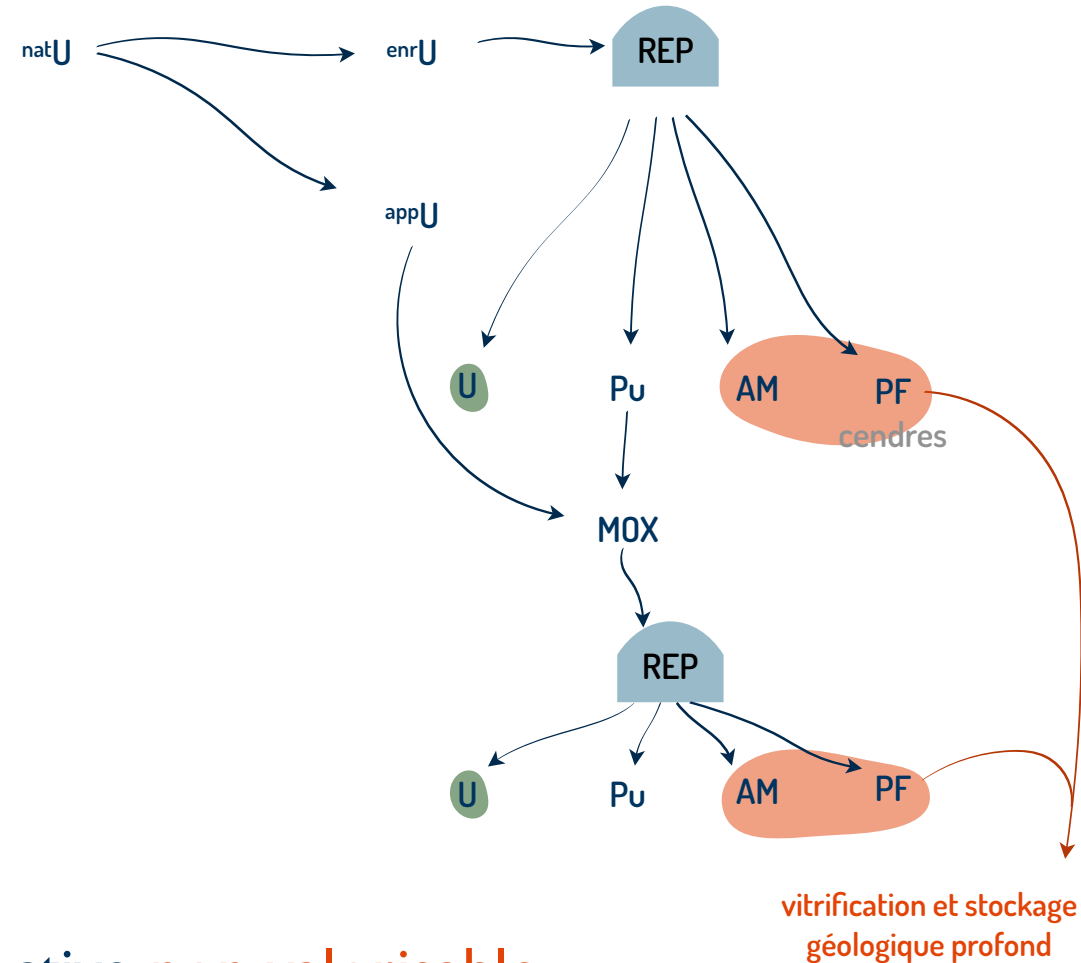 natU
enrU
REP
appU
U
Pu
AM
PF
cendres
MOX
REP
U
Pu
AM
PF
vitrification et stockage
géologique profond